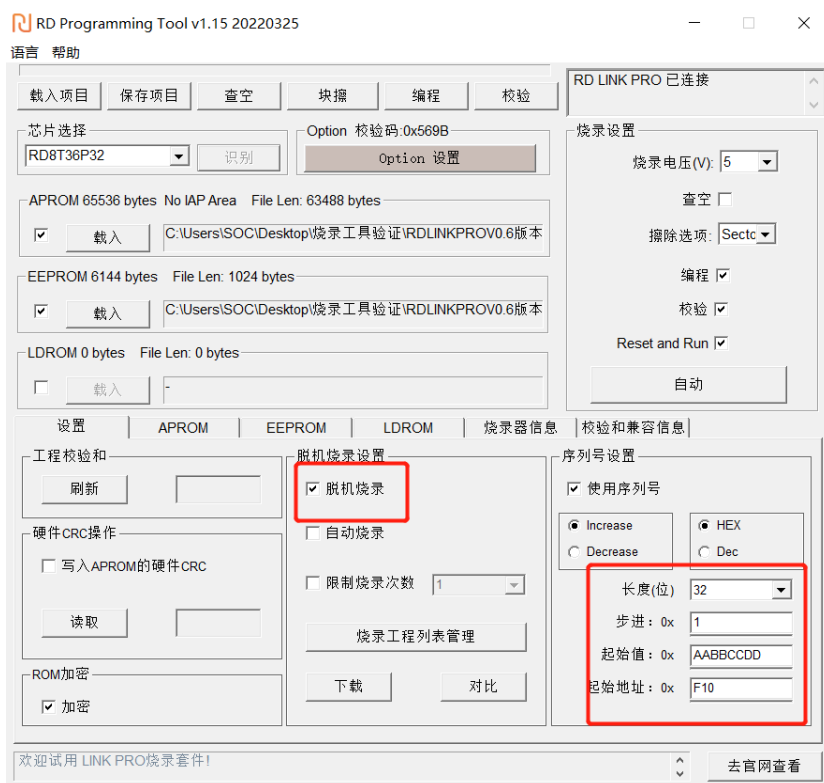 RD Programming Tool v1.15 20220325
语言 帮助
载入项目 保存项目 查空 块擦 编程 校验
RD LINK PRO 已连接
芯片选择
RD8T36P32 识别
Option 校验码:0x569B
Option 设置
烧录设置
烧录电压(V): 5
查空
擦除选项: Sectc
编程
校验
Reset and Run
自动
APROM 65536 bytes No IAP Area File Len: 63488 bytes
载入 C:\Users\SOC\Desktop\烧录工具验证\RDLINKPROV0.6版本
EEPROM 6144 bytes File Len: 1024 bytes
载入 C:\Users\SOC\Desktop\烧录工具验证\RDLINKPROV0.6版本
LDROM 0 bytes File Len: 0 bytes
载入 -
设置 APROM EEPROM LDROM 烧录器信息 校验和兼容信息
工程校验和
刷新
硬件CRC操作
写入APROM的硬件CRC
读取
ROM加密
加密
脱机烧录设置
脱机烧录
自动烧录
限制烧录次数 1
烧录工程列表管理
下载 对比
序列号设置
使用序列号
Increase HEX
Decrease Dec
长度(位) 32
步进：0x 1
起始值：0x AABBCCDD
起始地址：0x F10
欢迎试用 LINK PRO烧录套件!
去官网查看